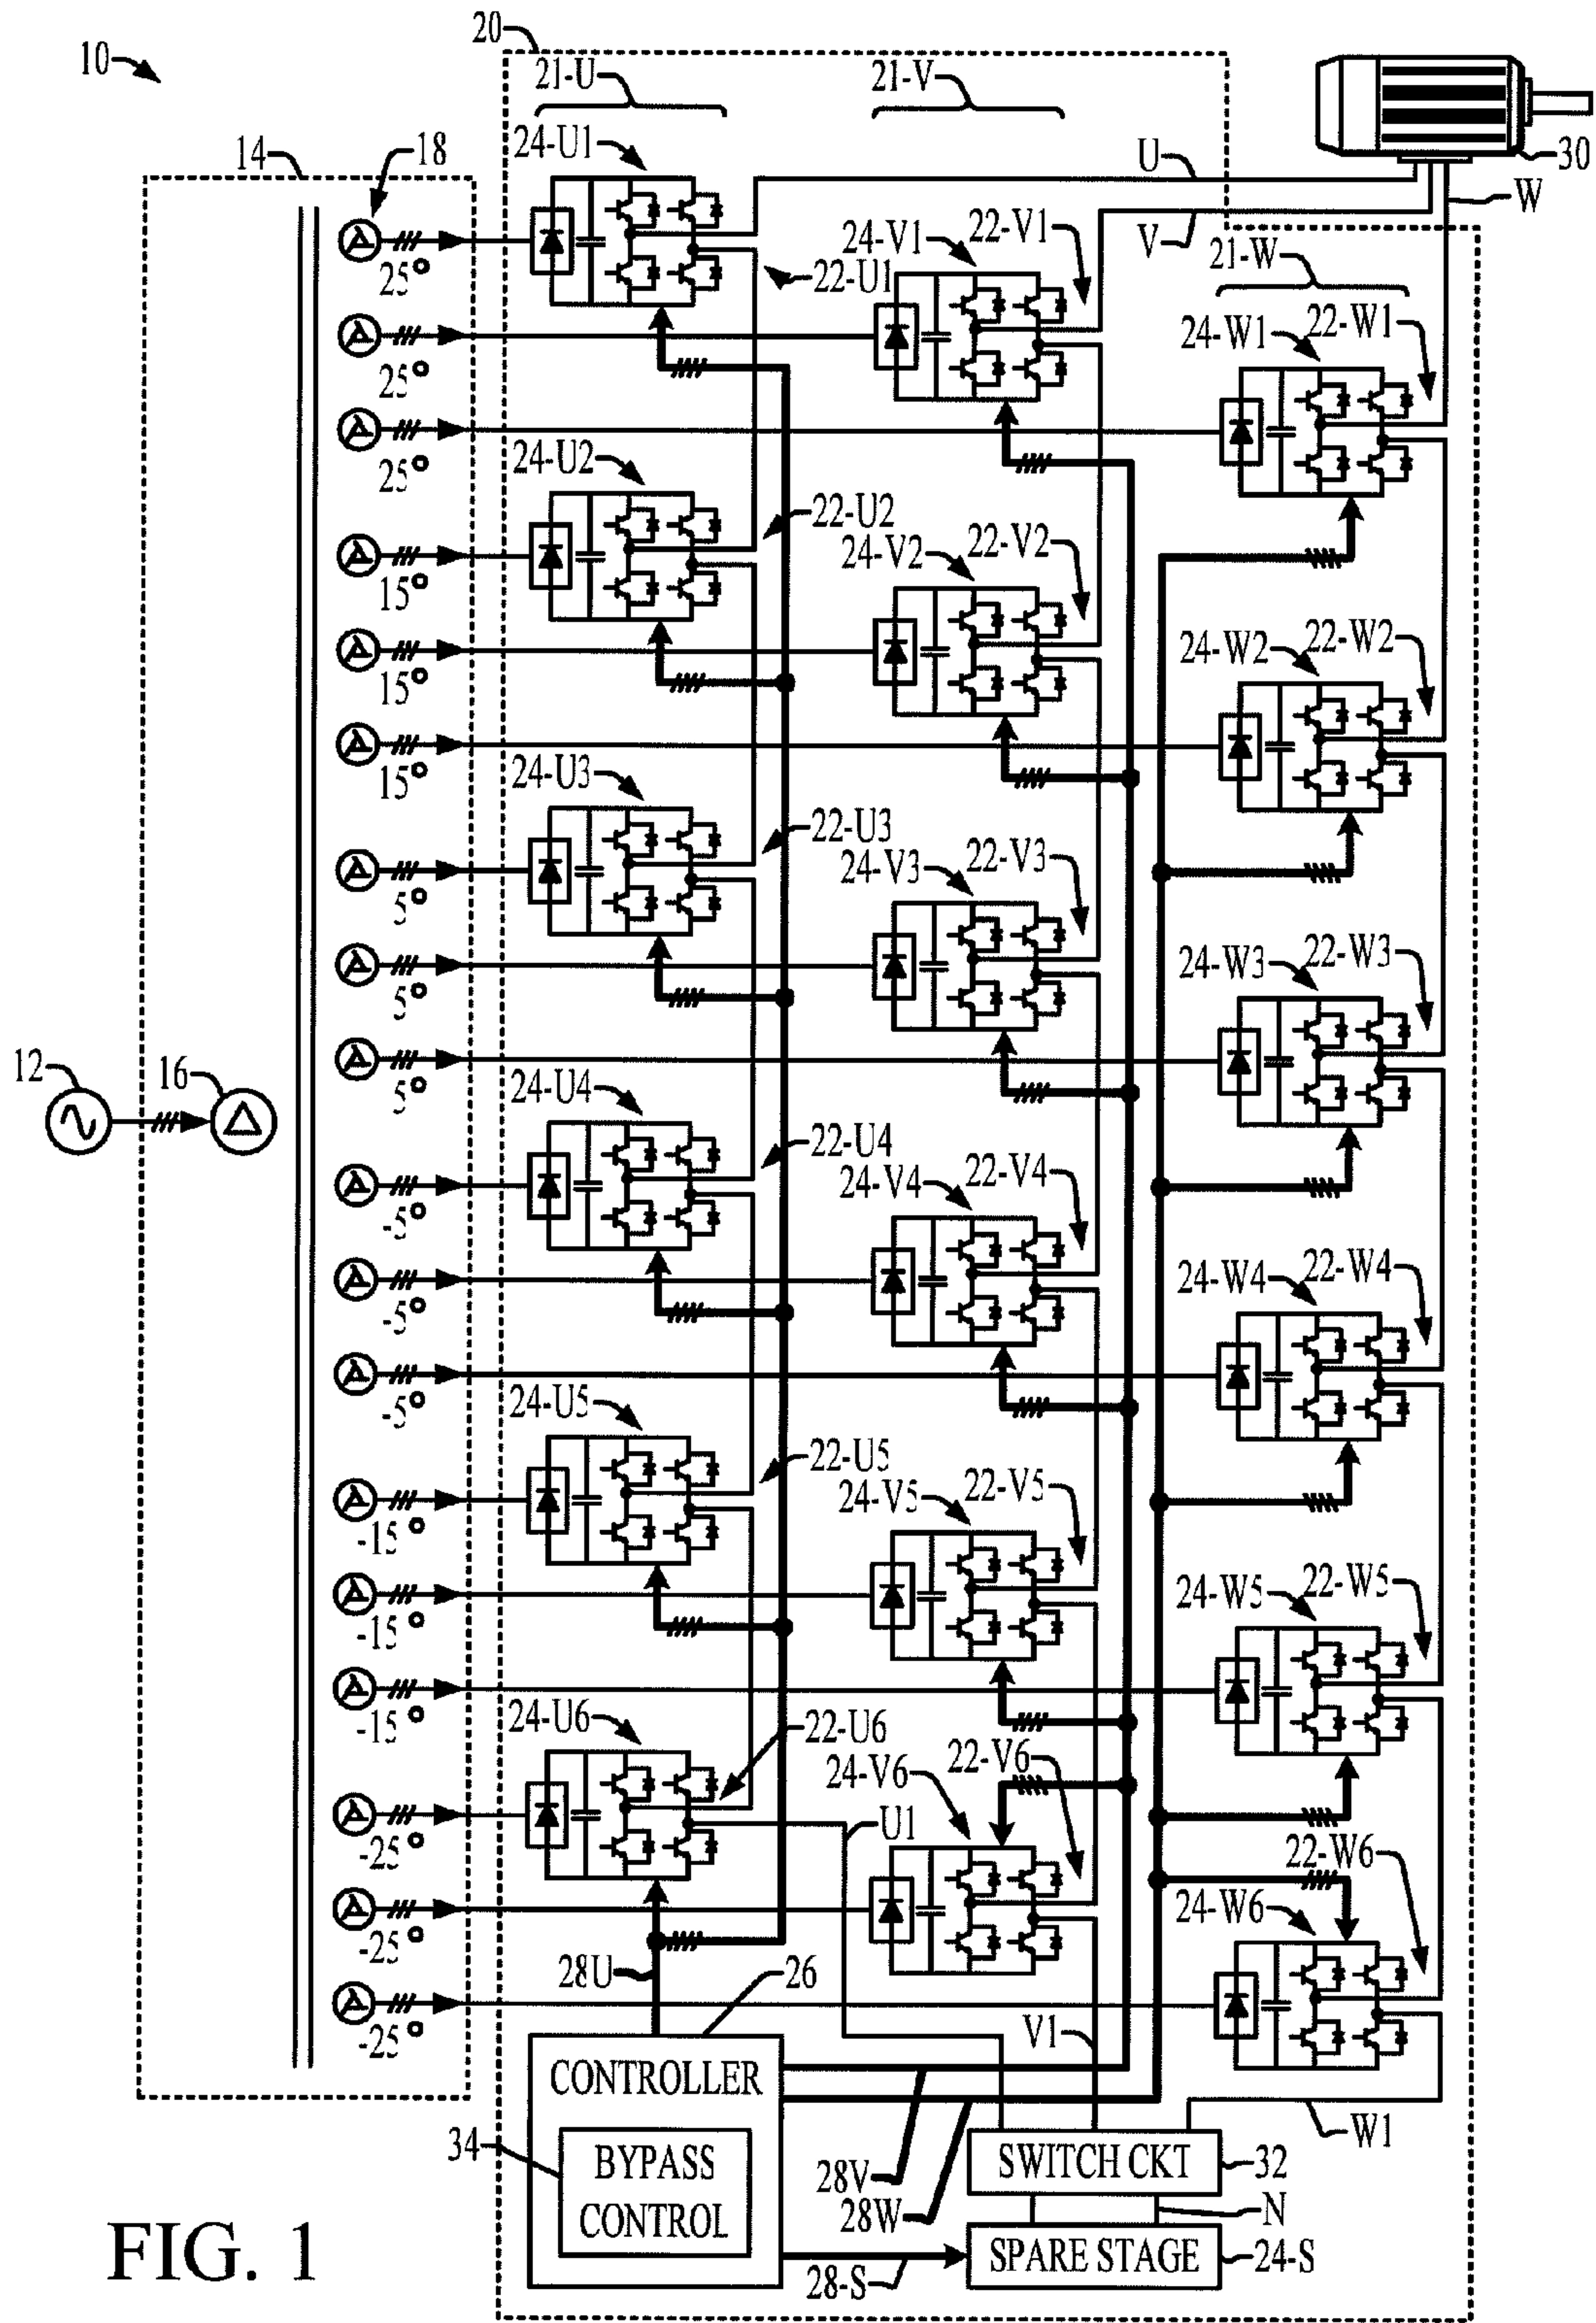 20
10
21-U
21-V
24-U1
14
18
U
30
W
25°
24-V1
22-V1
V
21-W
22-U1
25°
24-W1
22-W1
24-U2
25°
22-U2
24-V2
22-V2
15°
24-W2
22-W2
15°
24-U3
15°
22-U3
24-V3
22-V3
5°
24-W3
22-W3
5°
12
16
24-U4
5°
22-U4
24-V4
22-V4
-5°
24-W4
22-W4
-5°
24-U5
-5°
22-U5
24-V5
22-V5
-15°
24-W5
22-W5
-15°
24-U6
-15°
22-U6
24-V6
22-V6
U1
-25°
22-W6
24-W6
-25°
28U
26
-25°
V1
CONTROLLER
W1
34
BYPASS
CONTROL
28V
SWITCH CKT
32
28W
N
SPARE STAGE
24-S
28-S
FIG. 1